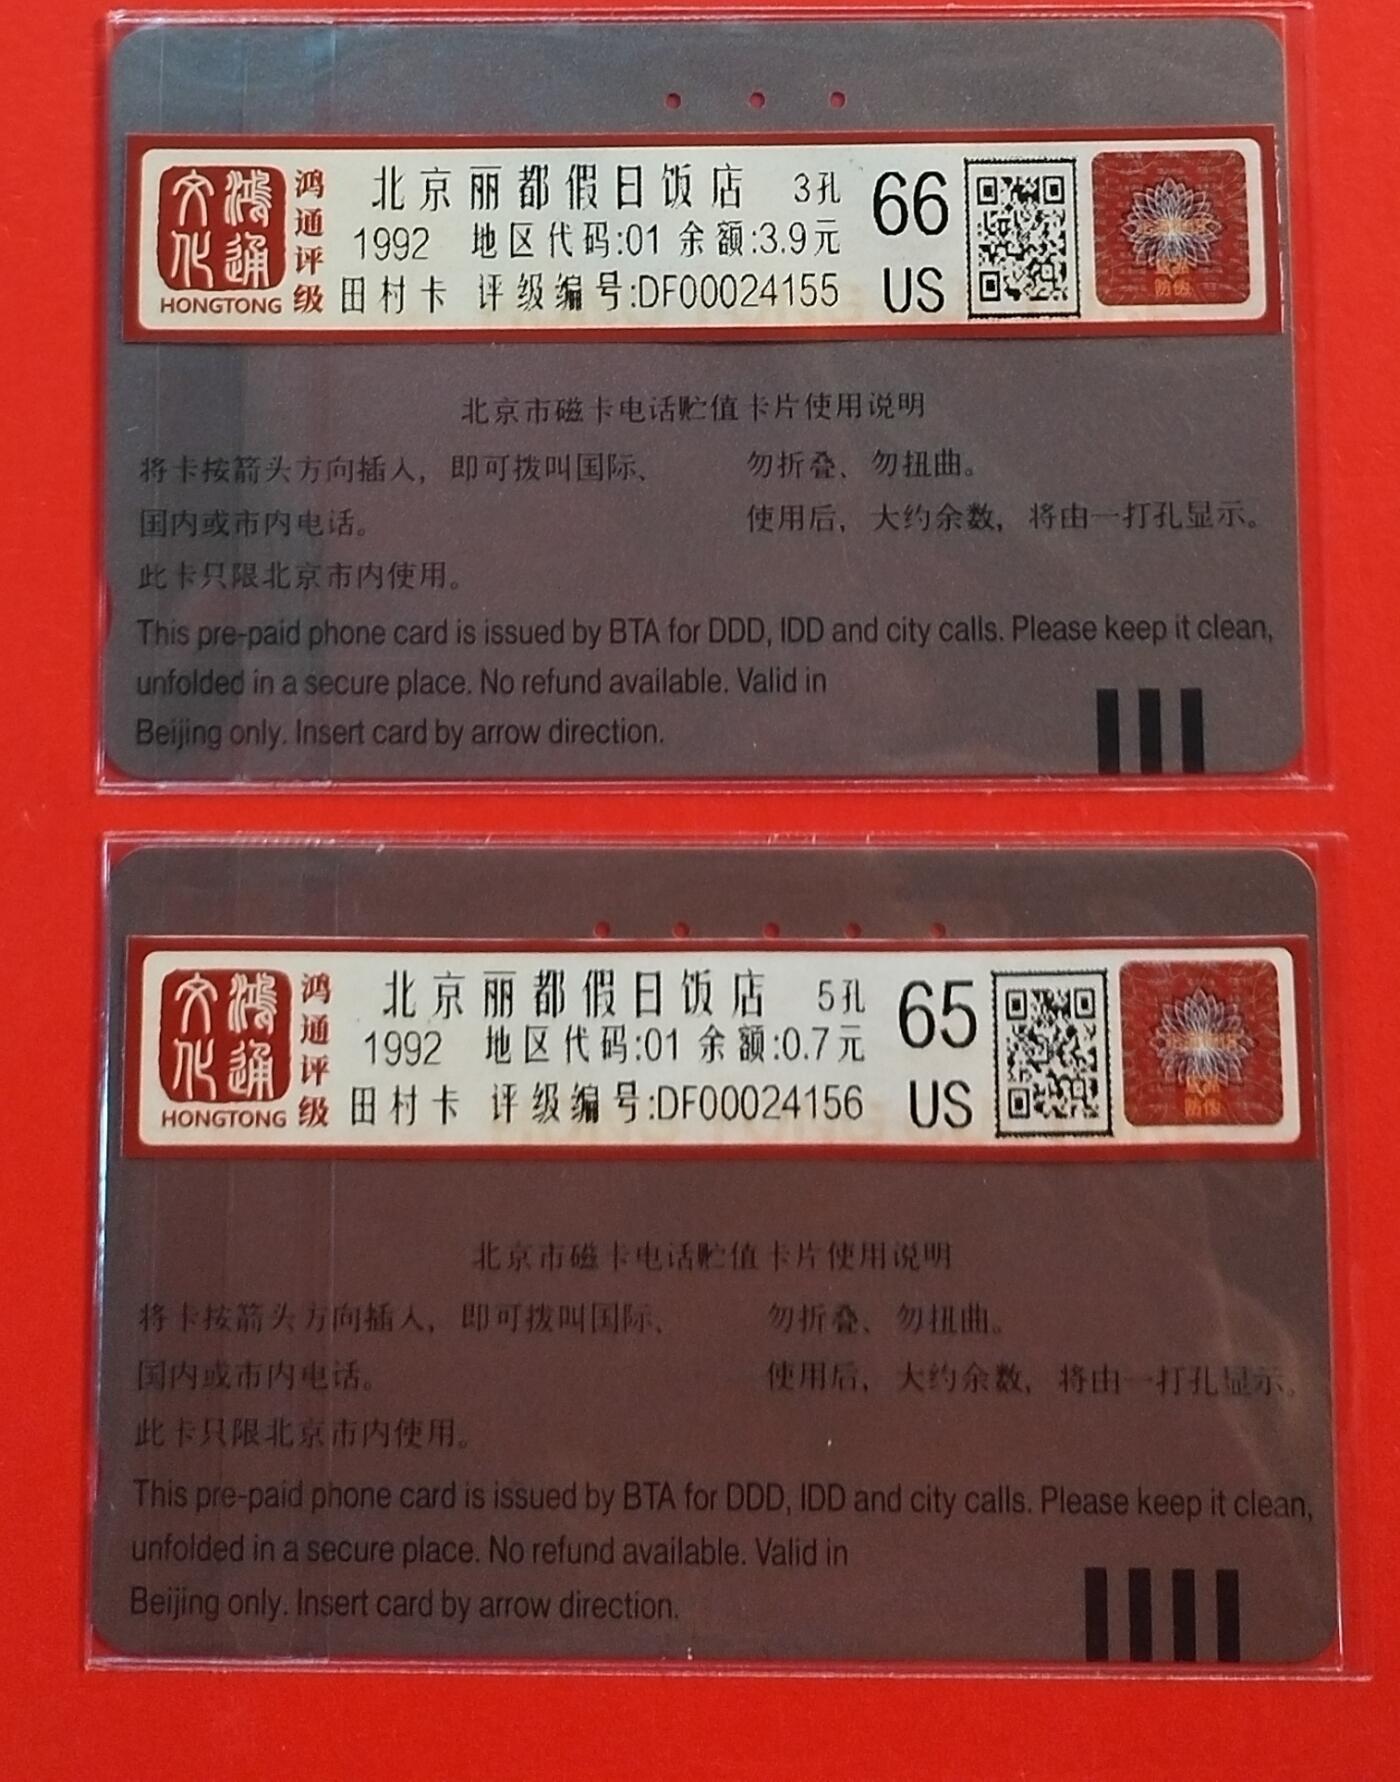 鸿通文化
HONGTONG
鸿通评级
北京丽都假日饭店 3孔
1992 地区代码:01 余额:3.9元
田村卡 评级编号:DF00024155
66
US
防伪
北京市磁卡电话贮值卡片使用说明
将卡按箭头方向插入，即可拨叫国际、
国内或市内电话。
此卡只限北京市内使用。
勿折叠、勿扭曲。
使用后，大约余数，将由一打孔显示。
This pre-paid phone card is issued by BTA for DDD, IDD and city calls. Please keep it clean,
unfolded in a secure place. No refund available. Valid in
Beijing only. Insert card by arrow direction.
鸿通文化
HONGTONG
鸿通评级
北京丽都假日饭店 5孔
1992 地区代码:01 余额:0.7元
田村卡 评级编号:DF00024156
65
US
防伪
北京市磁卡电话贮值卡片使用说明
将卡按箭头方向插入，即可拨叫国际、
国内或市内电话。
此卡只限北京市内使用。
勿折叠、勿扭曲。
使用后，大约余数，将由一打孔显示。
This pre-paid phone card is issued by BTA for DDD, IDD and city calls. Please keep it clean,
unfolded in a secure place. No refund available. Valid in
Beijing only. Insert card by arrow direction.